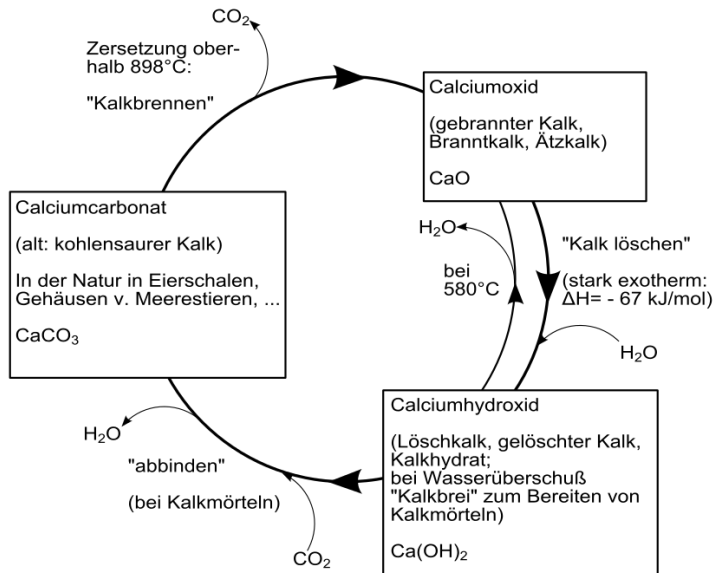 CO₂
Zersetzung ober-
halb 898°C:
"Kalkbrennen"
Calciumoxid
(gebrannter Kalk,
Branntkalk, Ätzkalk)
CaO
Calciumcarbonat
(alt: kohlensaurer Kalk)
In der Natur in Eierschalen,
Gehäusen v. Meerestieren, ...
CaCO₃
H₂O
bei
580°C
"Kalk löschen"
(stark exotherm:
ΔH= - 67 kJ/mol)
H₂O
Calciumhydroxid
(Löschkalk, gelöschter Kalk,
Kalkhydrat;
bei Wasserüberschuß
"Kalkbrei" zum Bereiten von
Kalkmörteln)
Ca(OH)₂
H₂O
"abbinden"
(bei Kalkmörteln)
CO₂